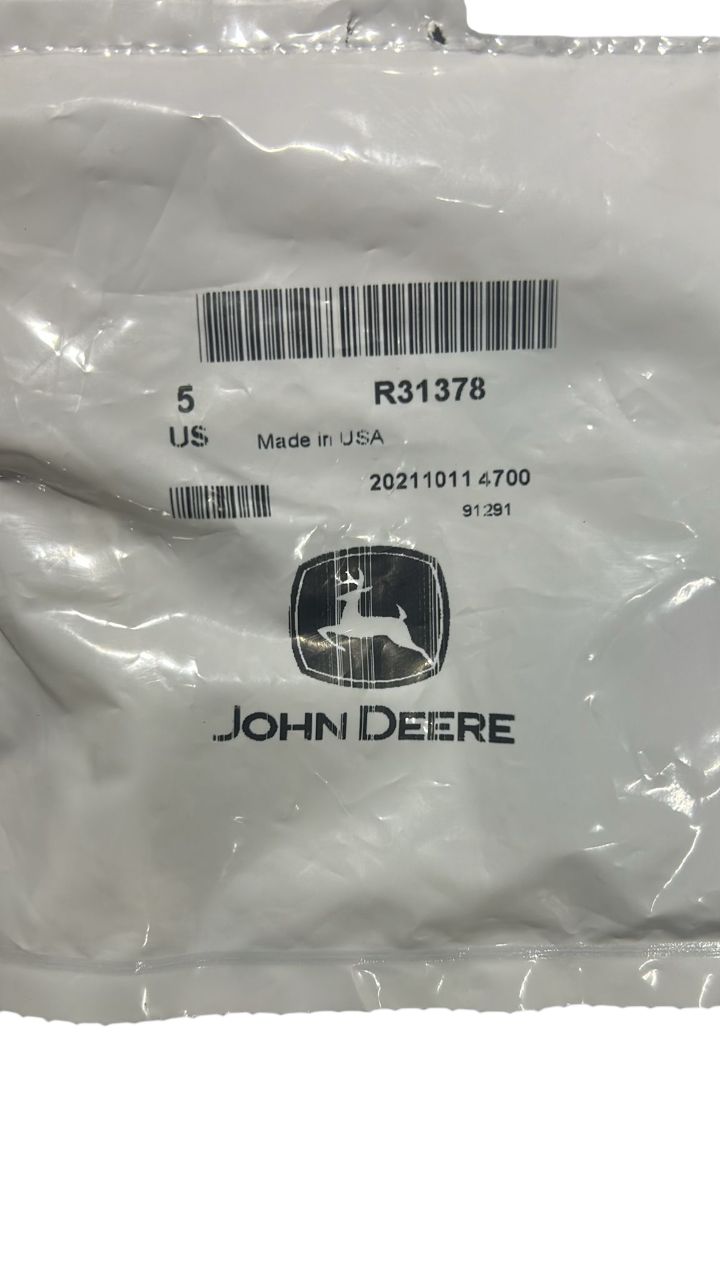 5 R31378
US Made in USA
20211011 4700
91291
JOHN DEERE